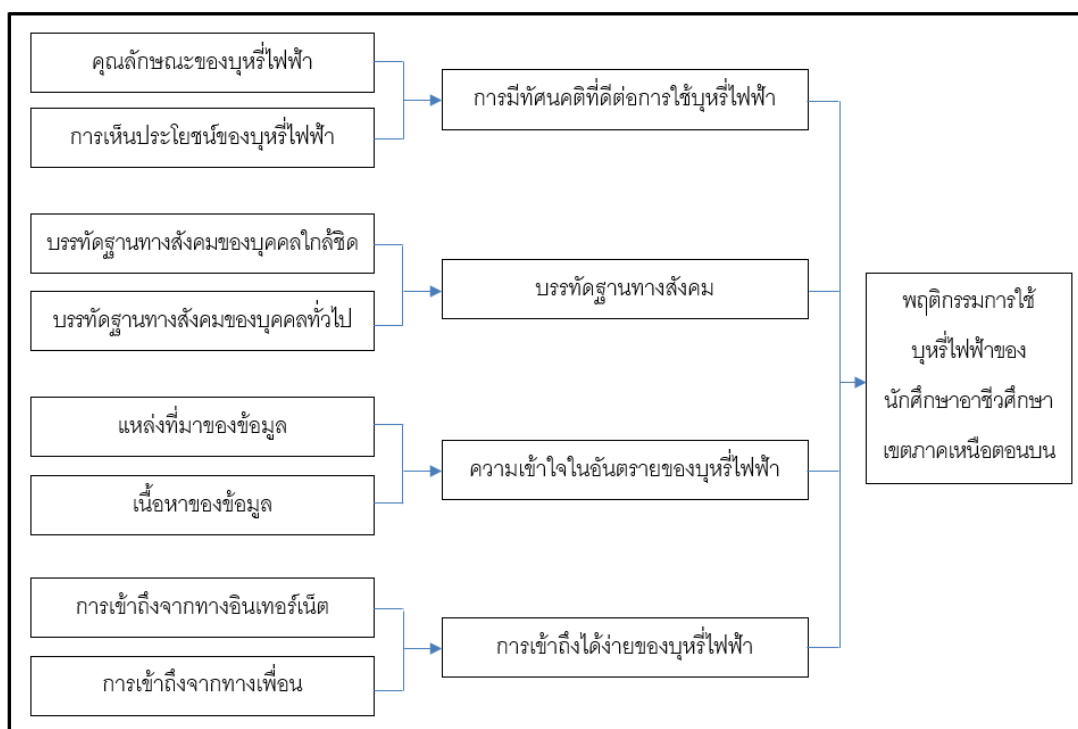 คุณลักษณะของบุหรี่ไฟฟ้า
การเห็นประโยชน์ของบุหรี่ไฟฟ้า
การมีทัศนคติที่ดีต่อการใช้บุหรี่ไฟฟ้า
บรรทัดฐานทางสังคมของบุคคลใกล้ชิด
บรรทัดฐานทางสังคมของบุคคลทั่วไป
บรรทัดฐานทางสังคม
แหล่งที่มาของข้อมูล
เนื้อหาของข้อมูล
ความเข้าใจในอันตรายของบุหรี่ไฟฟ้า
การเข้าถึงจากทางอินเทอร์เน็ต
การเข้าถึงจากทางเพื่อน
การเข้าถึงได้ง่ายของบุหรี่ไฟฟ้า
พฤติกรรมการใช้
บุหรี่ไฟฟ้าของ
นักศึกษาอาชีวศึกษา
เขตภาคเหนือตอนบน